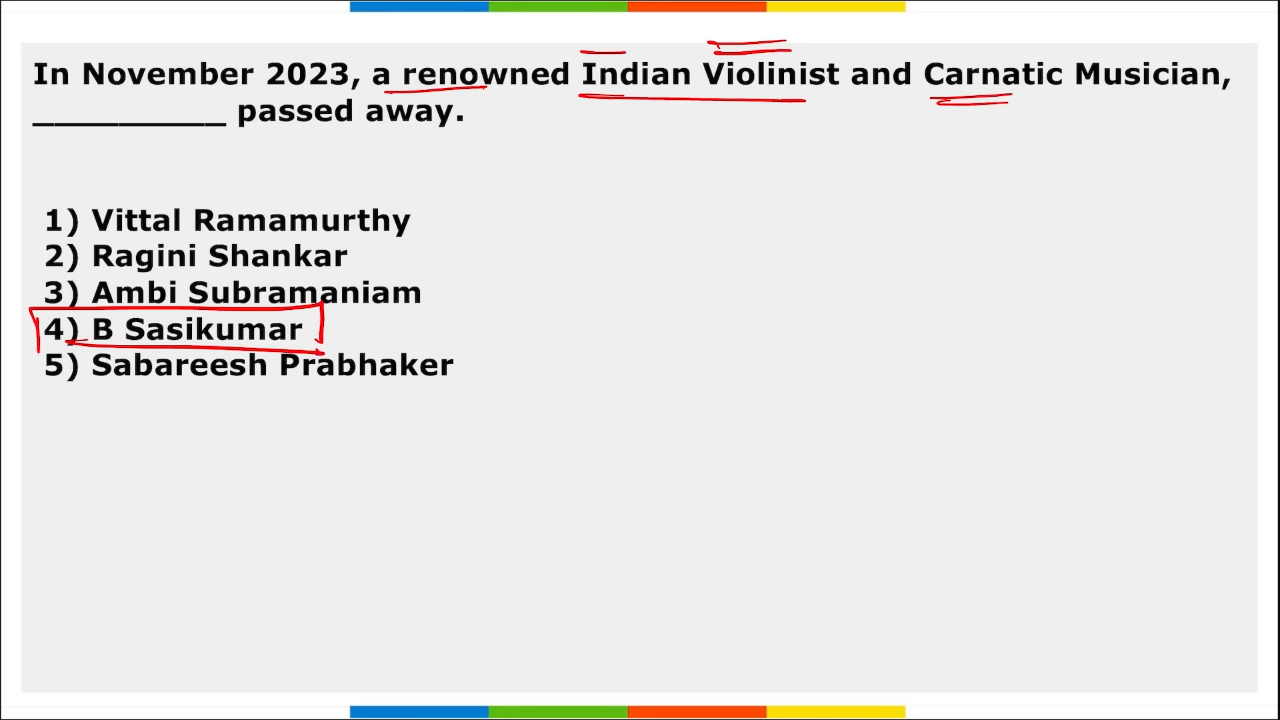 In November 2023, a renowned Indian Violinist and Carnatic Musician,
__________ passed away.
1) Vittal Ramamurthy
2) Ragini Shankar
3) Ambi Subramaniam
4) B Sasikumar
5) Sabareesh Prabhaker